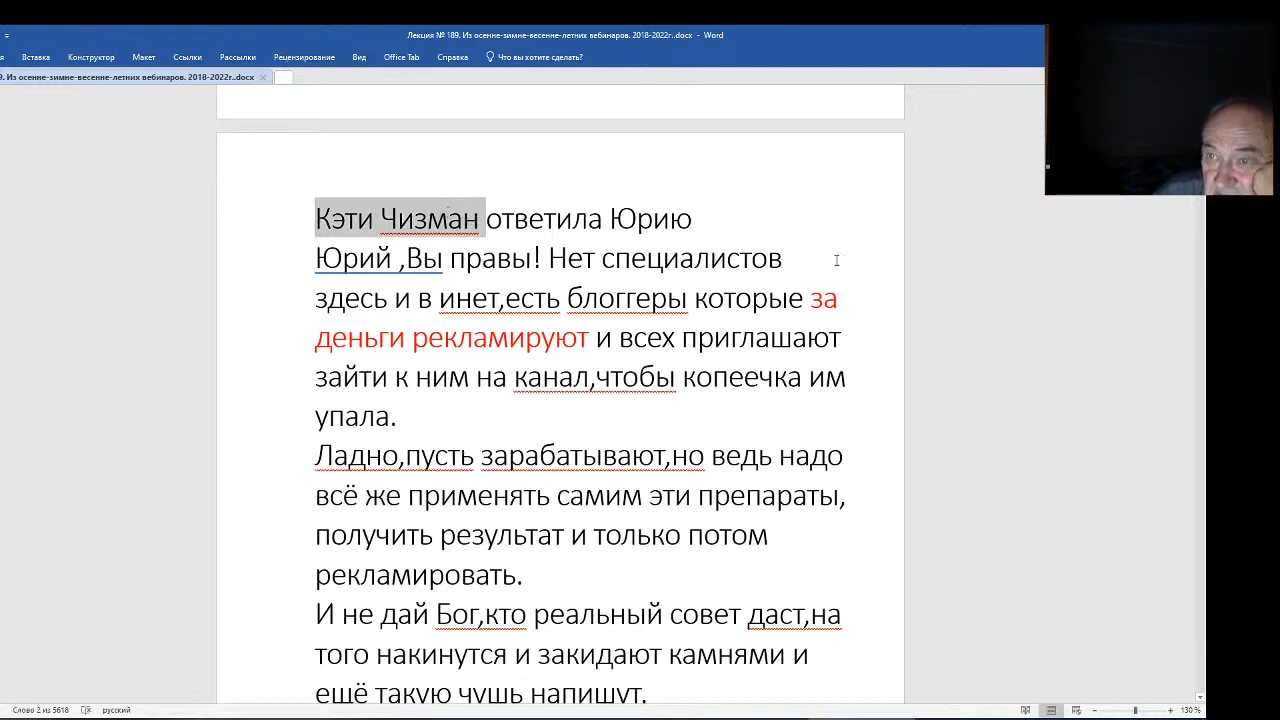 Лекция № 189. Из осенне-зимне-весенне-летних вебинаров. 2018-2022г..docx - Word
Вставка Конструктор Макет Ссылки Рассылки Рецензирование Вид Office Tab Справка Что вы хотите сделать?
9. Из осенне-зимне-весенне-летних вебинаров. 2018-2022г..docx
Кэти Чизман ответила Юрию
Юрий ,Вы правы! Нет специалистов
здесь и в инет,есть блоггеры которые за
деньги рекламируют и всех приглашают
зайти к ним на канал,чтобы копеечка им
упала.
Ладно,пусть зарабатывают,но ведь надо
всё же применять самим эти препараты,
получить результат и только потом
рекламировать.
И не дай Бог,кто реальный совет даст,на
того накинутся и закидают камнями и
ещё такую чушь напишут.
Слово 2 из 5618 русский 130 %